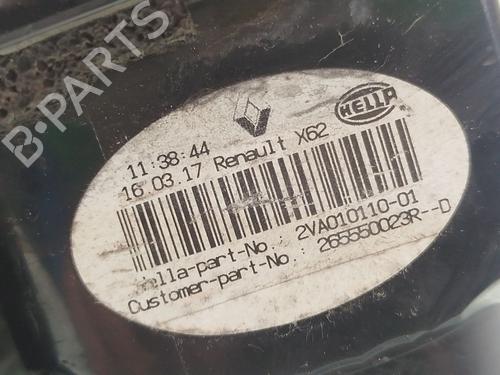 B-PARTS
HELLA
11:38:44
16.03.17 Renault X62
Hella-part-No.: 2VA010110-01
Customer-part-No.: 265550023R--D